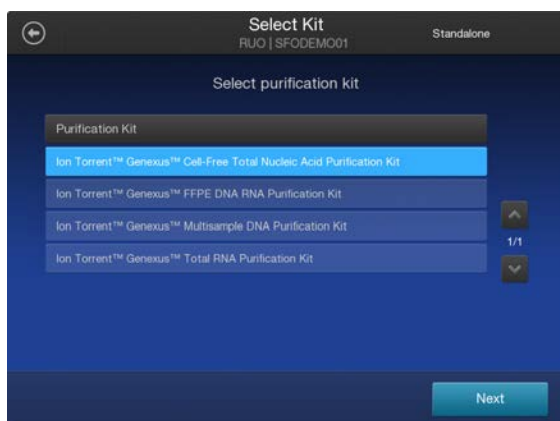 Select Kit
RUO | SFODEMO01
Standalone
Select purification kit
Purification Kit
Ion Torrent™ Genexus™ Cell-Free Total Nucleic Acid Purification Kit
Ion Torrent™ Genexus™ FFPE DNA RNA Purification Kit
Ion Torrent™ Genexus™ Multisample DNA Purification Kit
Ion Torrent™ Genexus™ Total RNA Purification Kit
1/1
Next